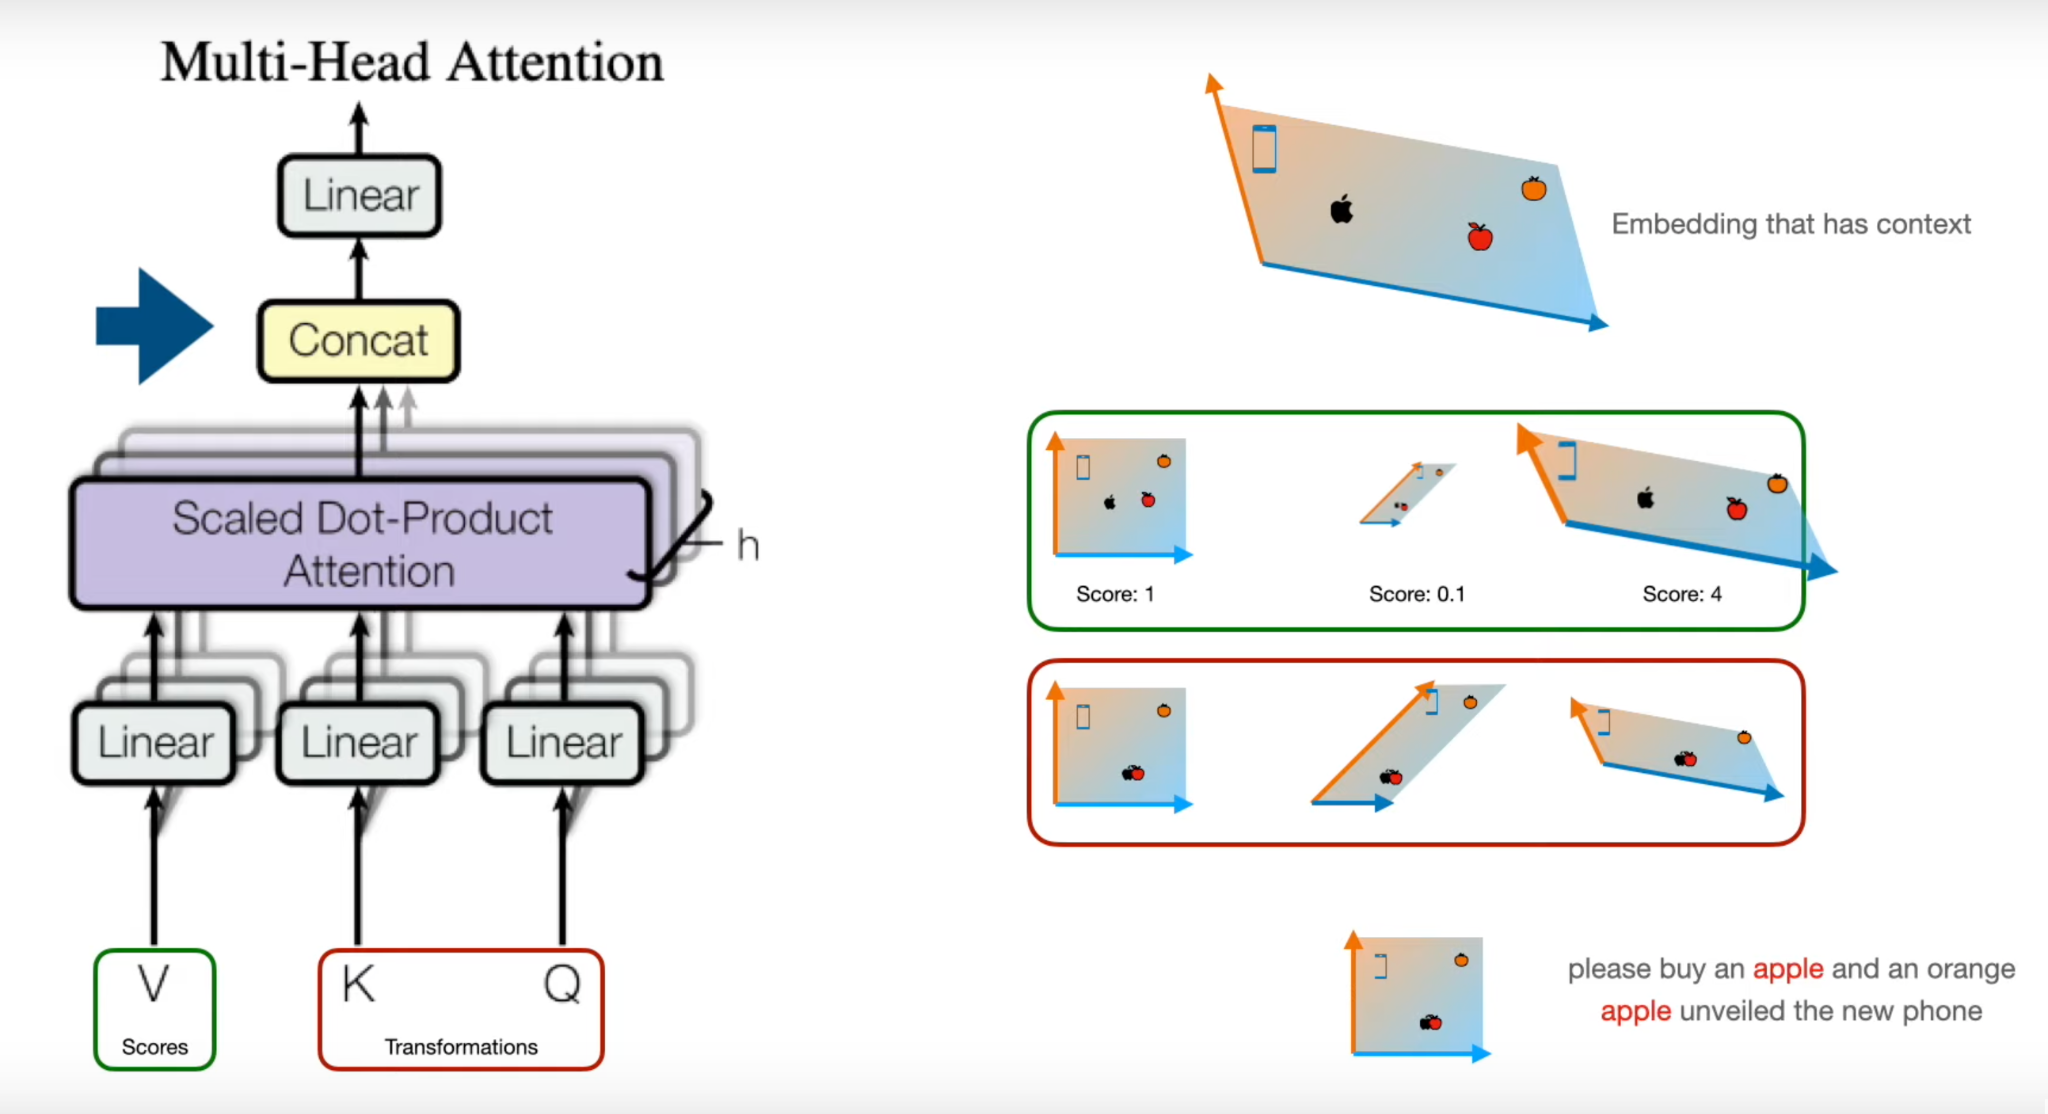 Multi-Head Attention
Linear
Concat
Scaled Dot-Product
Attention
h
Linear
Linear
Linear
V
Scores
K
Q
Transformations
Embedding that has context
Score: 1
Score: 0.1
Score: 4
please buy an apple and an orange
apple unveiled the new phone